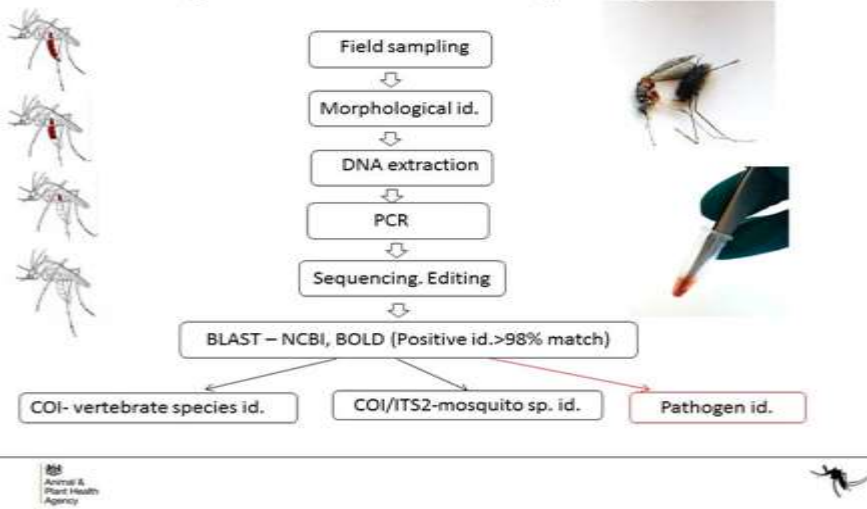 Field sampling
Morphological id.
DNA extraction
PCR
Sequencing. Editing
BLAST – NCBI, BOLD (Positive id.>98% match)
COI- vertebrate species id.
COI/ITS2-mosquito sp. id.
Pathogen id.
Animal &
Plant Health
Agency